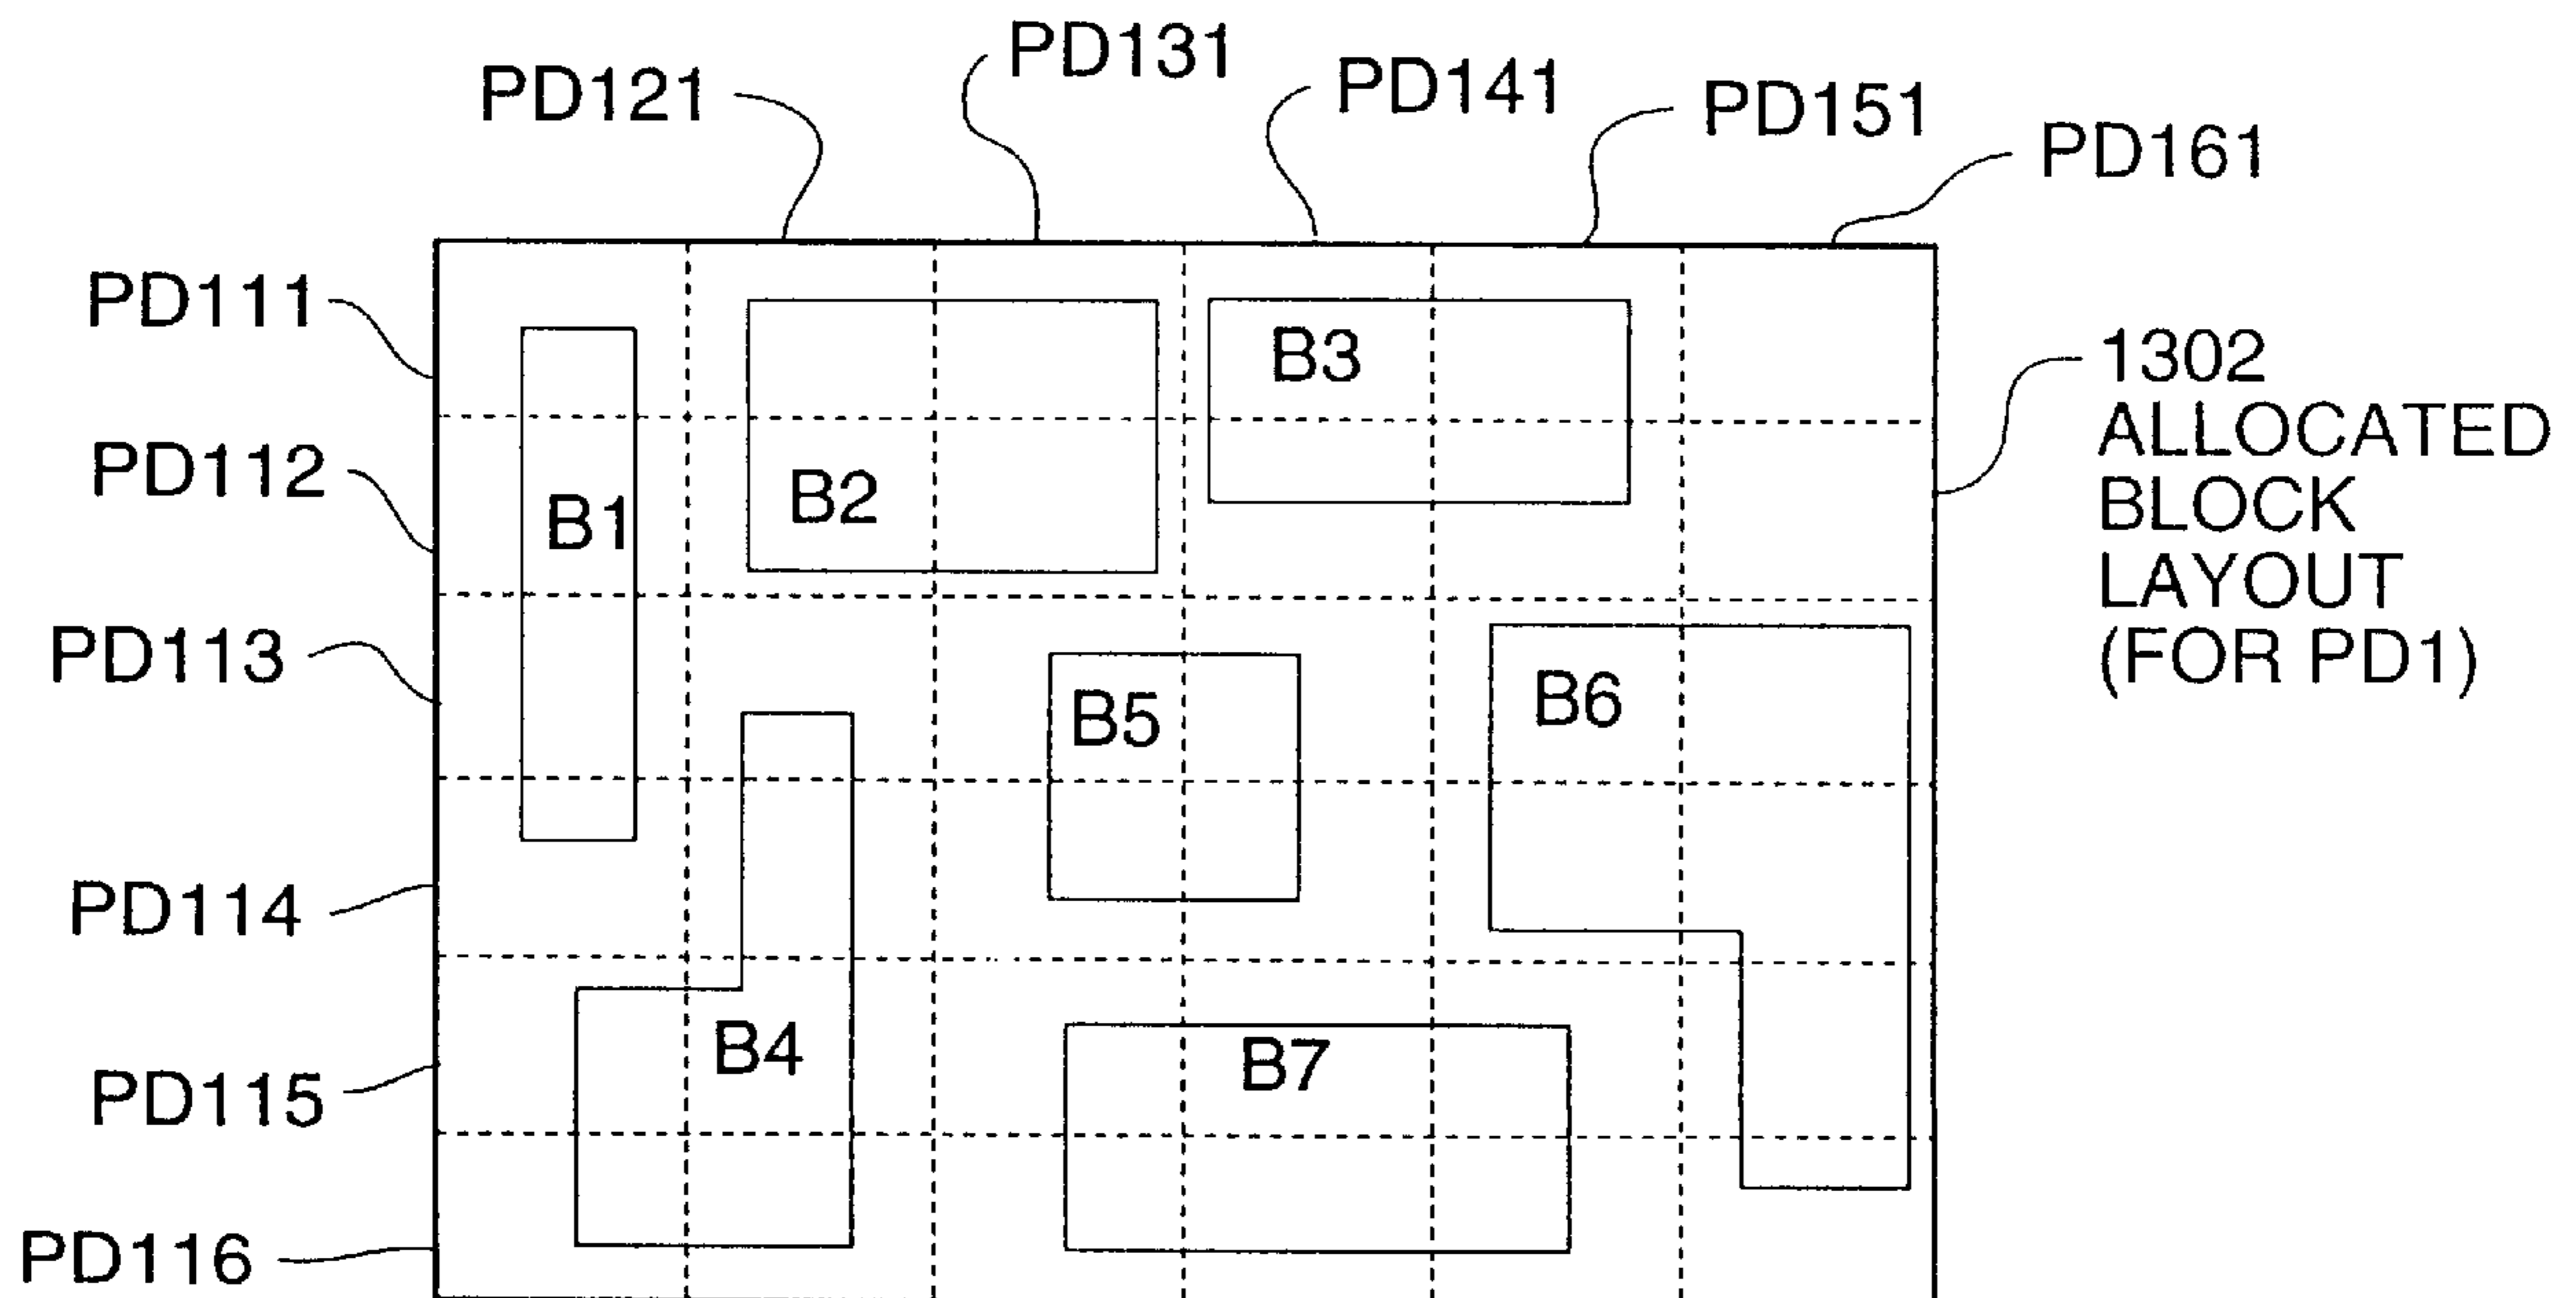 PD131
PD141
PD121
PD151
PD161
PD111
B3
1302
ALLOCATED
PD112
B2
BLOCK
B1
LAYOUT
PD113
(FOR PD1)
B6
B5
PD114
B4
B7
PD115
PD116